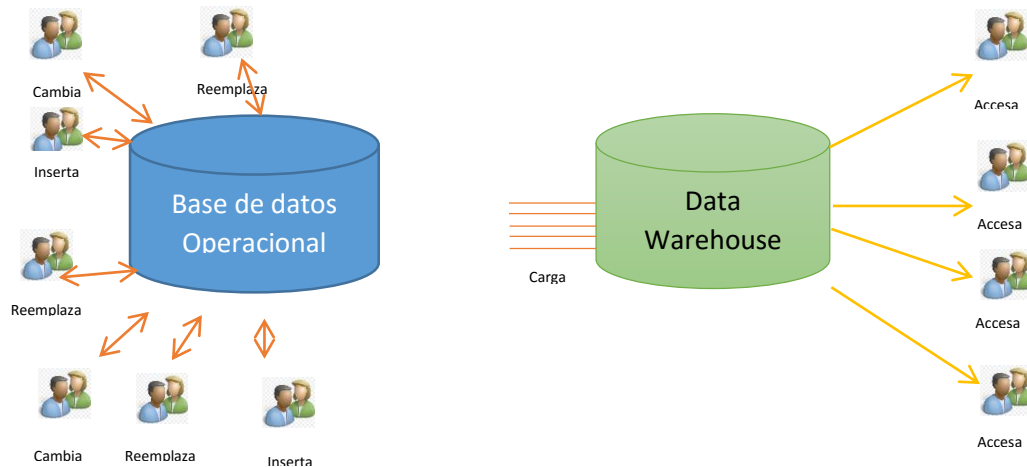 Cambia
Reemplaza
Inserta
Base de datos
Operacional
Reemplaza
Cambia
Reemplaza
Inserta
Carga
Data
Warehouse
Accesa
Accesa
Accesa
Accesa